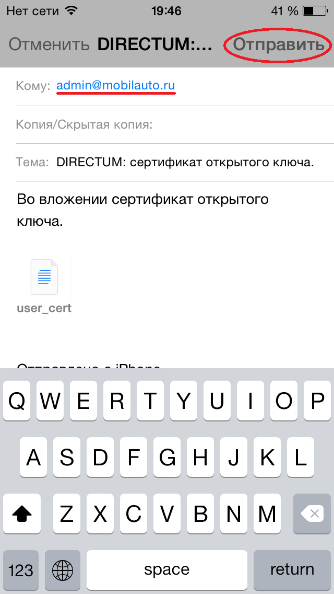 Нет сети 19:46 41 %
Отменить DIRECTUM:... Отправить
Кому: admin@mobilauto.ru
Копия/Скрытая копия:
Тема: DIRECTUM: сертификат открытого ключа.
Во вложении сертификат открытого
ключа.
user_cert
Отправлено с iPhone
Q W E R T Y U I O P
A S D F G H J K L
Z X C V B N M
123 space return